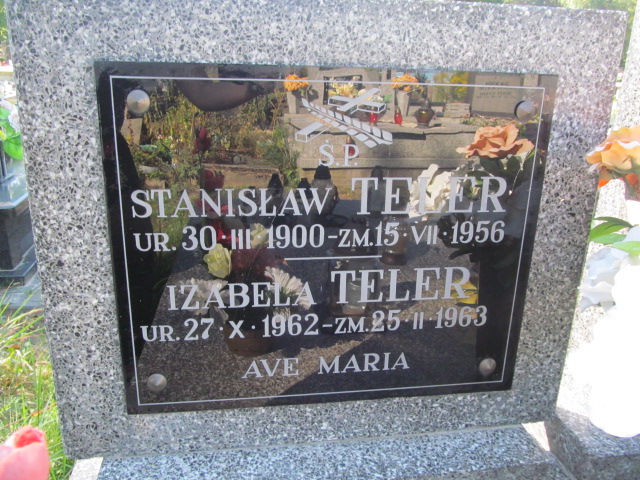 Ś.P.
STANISŁAW TELER
UR. 30·III·1900-ZM.15·VII·1956
IZABELA TELER
UR. 27·X·1962-ZM.25·II·1963
AVE MARIA